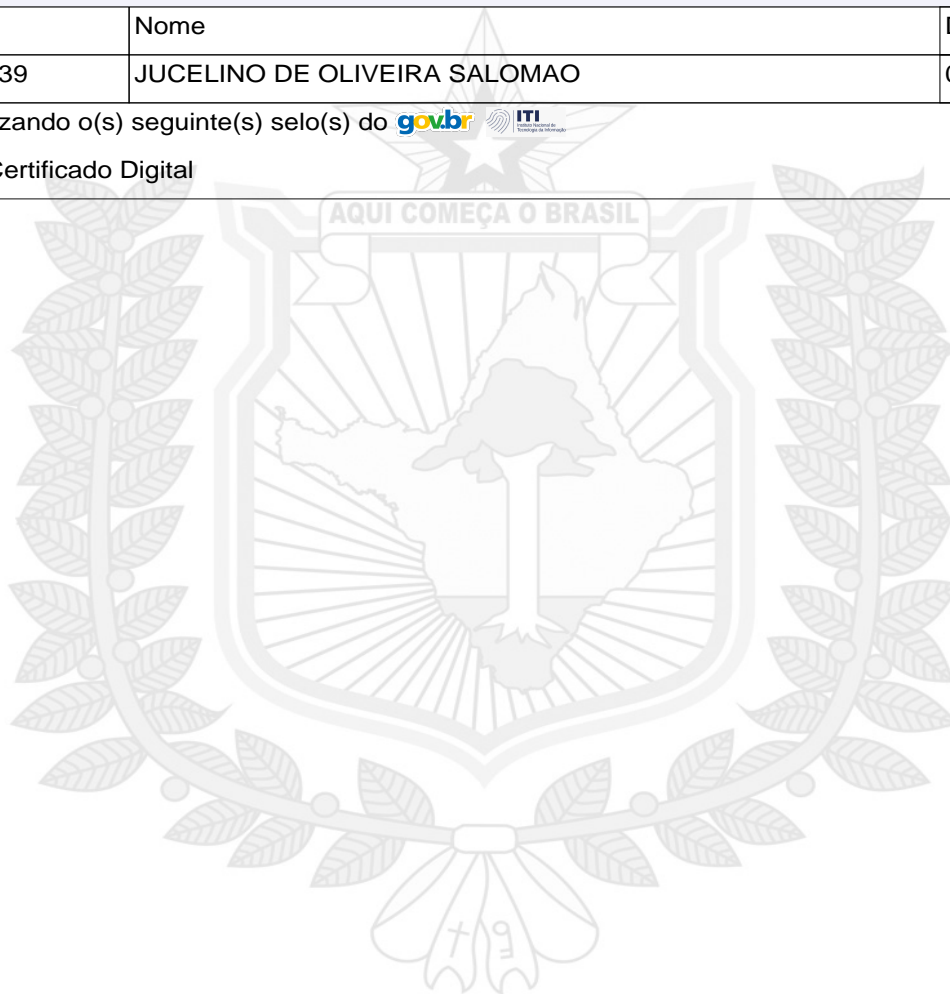 Nome
39 JUCELINO DE OLIVEIRA SALOMAO
zando o(s) seguinte(s) selo(s) do gov.br ITI
Certificado Digital
AQUI COMEÇA O BRASIL